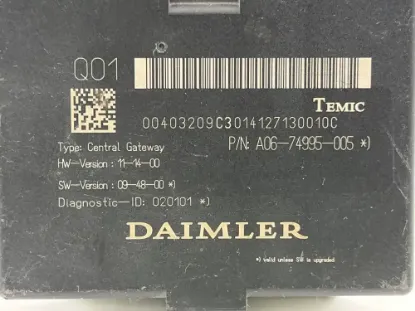 Q01
TEMIC
00403209C3014127130010C
Type: Central Gateway
P/N: A06-74995-005 *)
HW-Version : 11-14-00
SW-Version : 09-48-00 *)
Diagnostic-ID: 020101 *)
DAIMLER
*) valid unless SW is upgraded